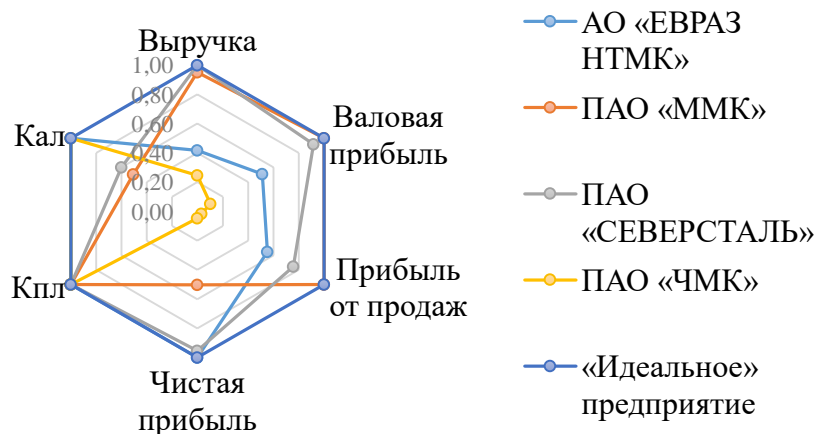 Выручка
1,00
0,80
0,60
0,40
0,20
0,00
Валовая
прибыль
Прибыль
от продаж
Чистая
прибыль
Кпл
Кал
АО «ЕВРАЗ
НТМК»
ПАО «ММК»
ПАО
«СЕВЕРСТАЛЬ»
ПАО «ЧМК»
«Идеальное»
предприятие